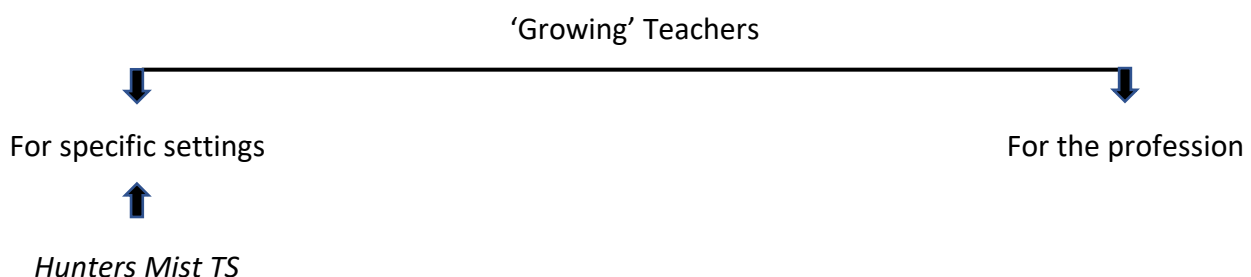 ‘Growing’ Teachers
For specific settings
For the profession
Hunters Mist TS